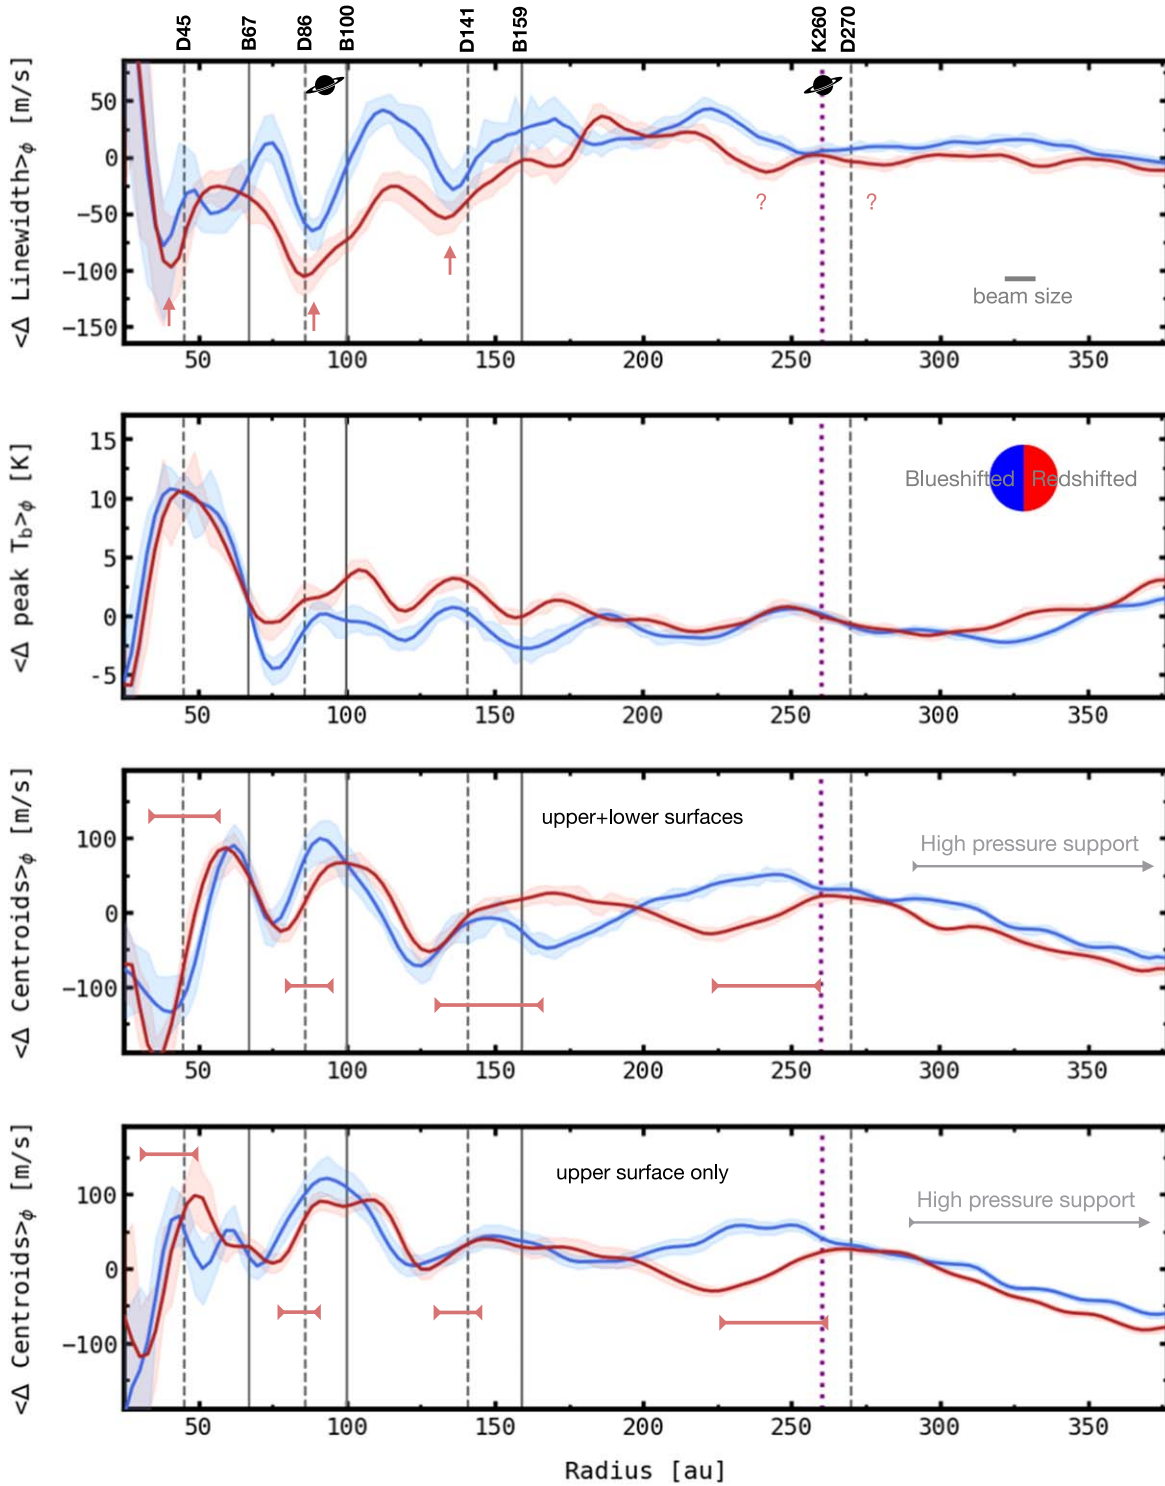 D45 B67 D86 B100 D141 B159 K260 D270
<Δ Linewidth>ϕ [m/s]
50
0
−50
−100
−150
? ?
beam size
50 100 150 200 250 300 350
<Δ peak Tb>ϕ [K]
15
10
5
0
-5
Blueshifted Redshifted
50 100 150 200 250 300 350
<Δ Centroids>ϕ [m/s]
100
0
−100
upper+lower surfaces
High pressure support
50 100 150 200 250 300 350
<Δ Centroids>ϕ [m/s]
100
0
−100
upper surface only
High pressure support
50 100 150 200 250 300 350
Radius [au]